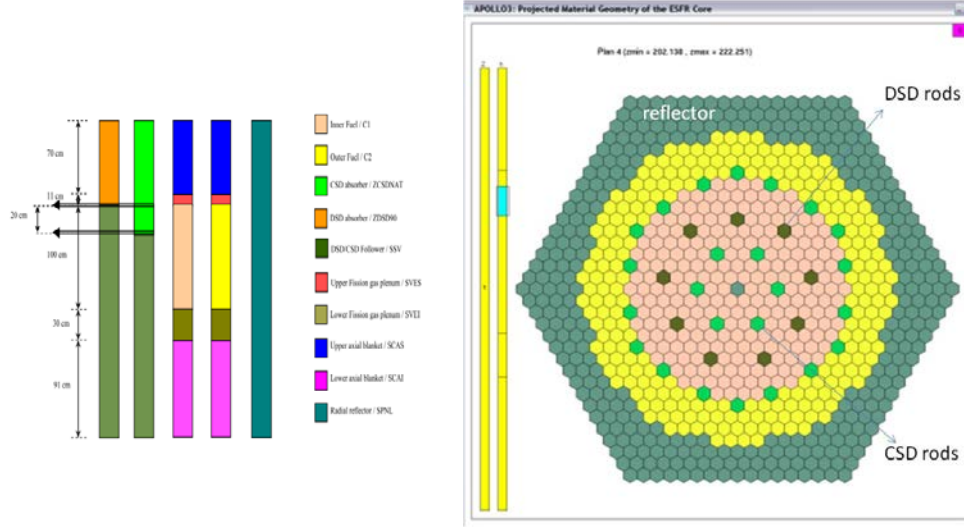 APOLLO3: Projected Material Geometry of the ESFR Core
Plan 4 (zmin = 202.138 , zmax = 222.251)
DSD rods
reflector
CSD rods
70 cm
11 cm
20 cm
100 cm
30 cm
91 cm
Inner Fuel / C1
Outer Fuel / C2
CSD absorber / ZCSDNAT
DSD absorber / ZDSD90
DSD/CSD Follower / SSV
Upper Fission gas plenum / SVES
Lower Fission gas plenum / SVEI
Upper axial blanket / SCAS
Lower axial blanket / SCAI
Radial reflector / SPNL